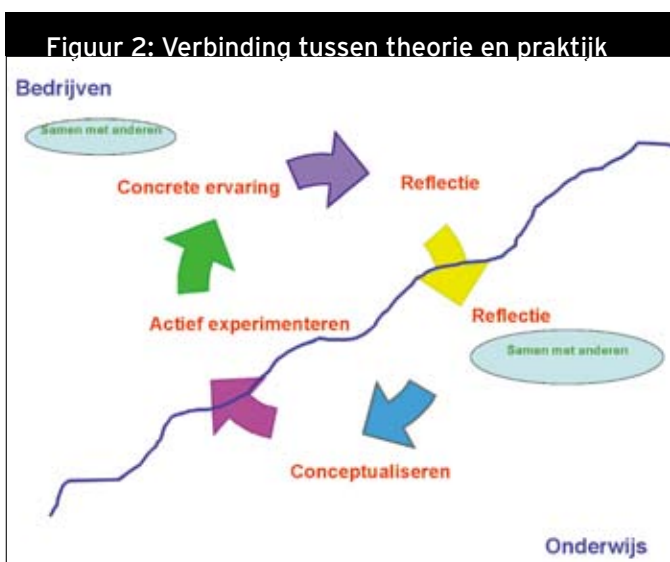 Figuur 2: Verbinding tussen theorie en praktijk
Bedrijven
Samen met anderen
Concrete ervaring
Reflectie
Actief experimenteren
Reflectie
Samen met anderen
Conceptualiseren
Onderwijs